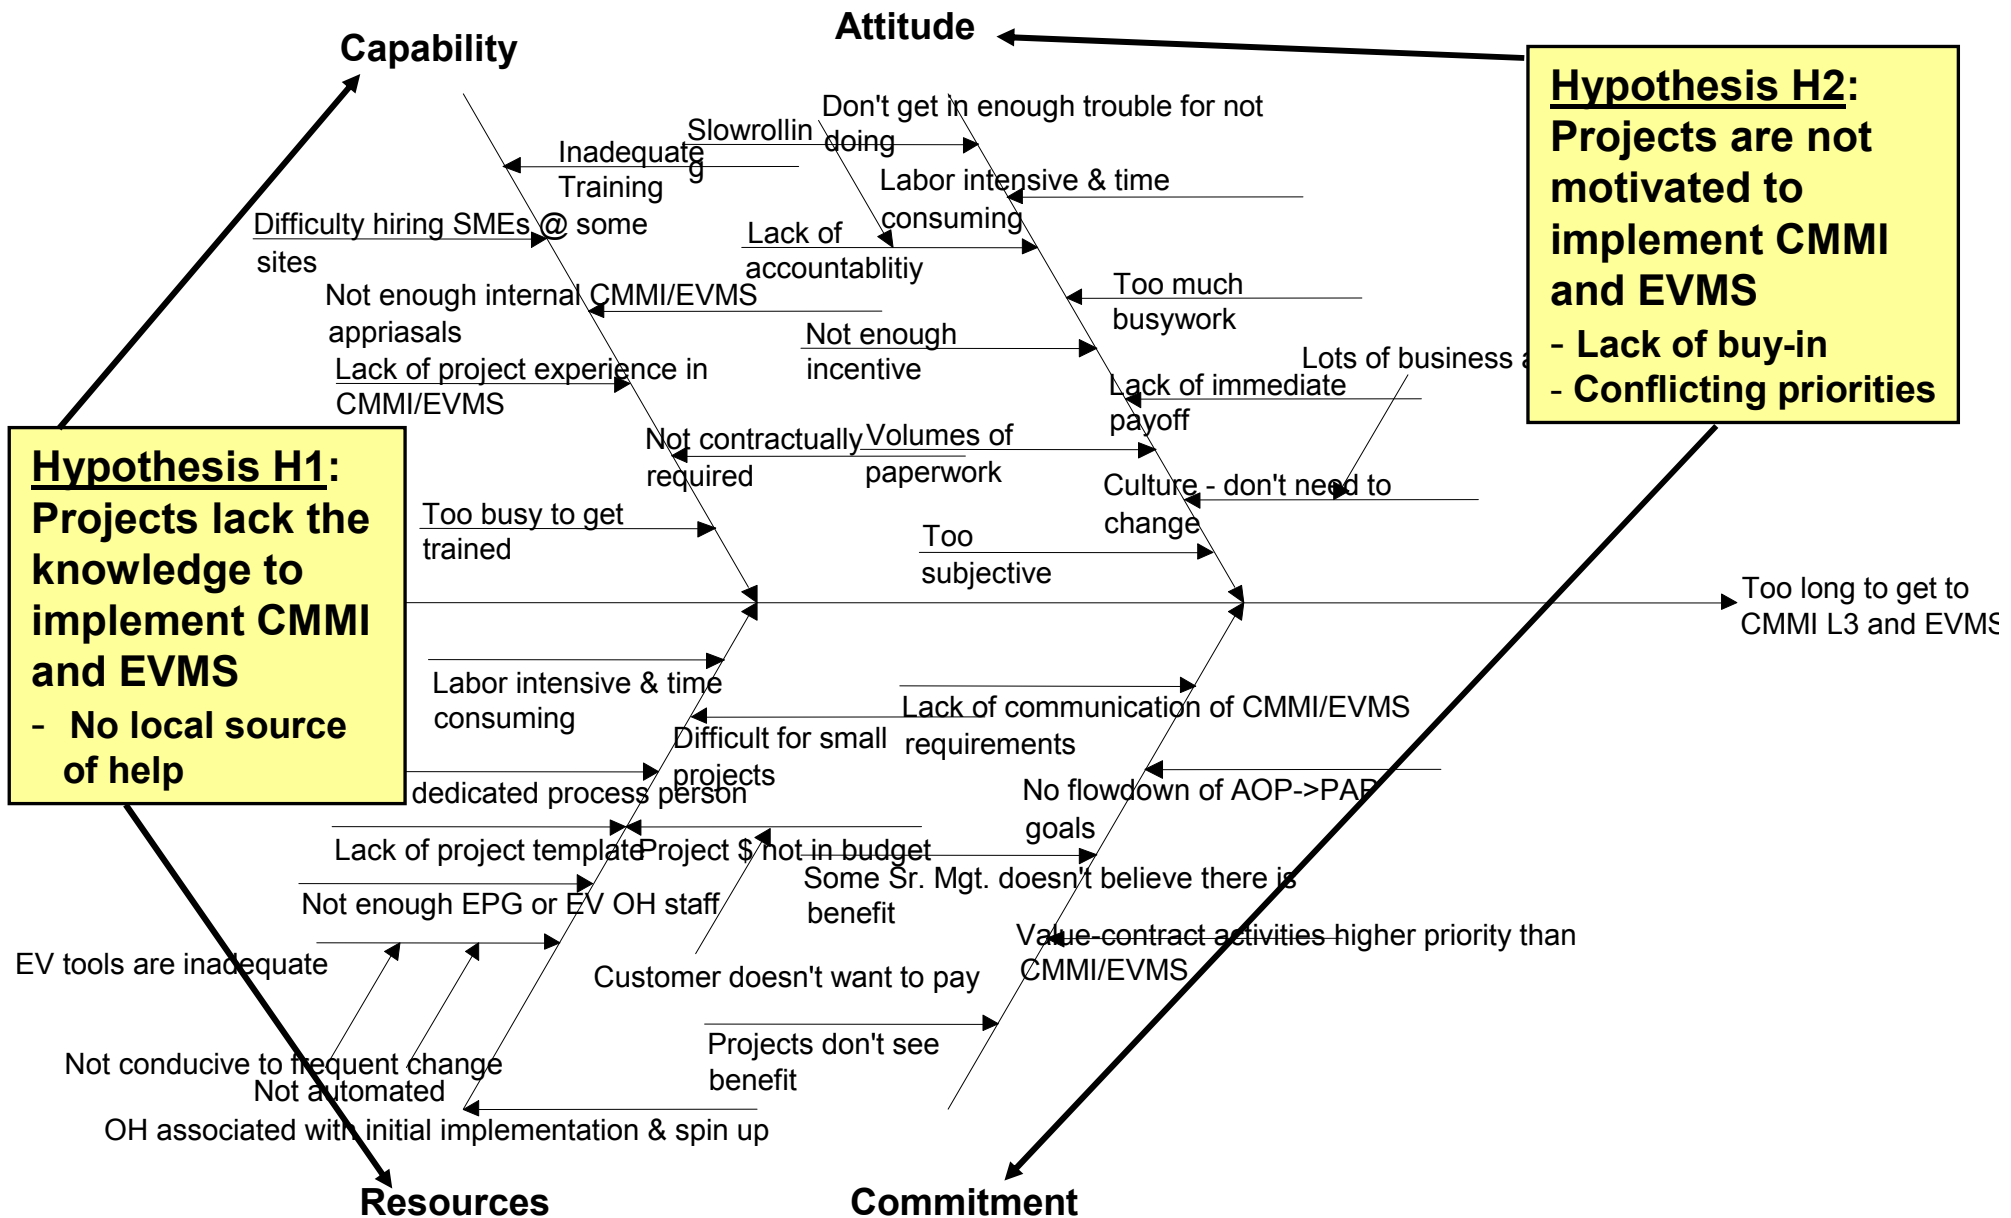 Capability
Attitude
Hypothesis H2:
Projects are not
motivated to
implement CMMI
and EVMS
- Lack of buy-in
- Conflicting priorities
Don't get in enough trouble for not
doing
Slowrollin
g
Inadequate
Training
Labor intensive & time
consuming
Difficulty hiring SMEs @ some
sites
Lack of
accountablitiy
Not enough internal CMMI/EVMS
appriasals
Too much
busywork
Not enough
incentive
Lots of business
Lack of project experience in
CMMI/EVMS
Lack of immediate
payoff
Not contractually
required
Volumes of
paperwork
Culture - don't need to
change
Too busy to get
trained
Too
subjective
Hypothesis H1:
Projects lack the
knowledge to
implement CMMI
and EVMS
- No local source
of help
Too long to get to
CMMI L3 and EVMS
Labor intensive & time
consuming
Lack of communication of CMMI/EVMS
requirements
Difficult for small
projects
dedicated process person
No flowdown of AOP->PAP
goals
Lack of project template
Project $ not in budget
Some Sr. Mgt. doesn't believe there is
benefit
Not enough EPG or EV OH staff
Value-contract activities higher priority than
CMMI/EVMS
EV tools are inadequate
Customer doesn't want to pay
Projects don't see
benefit
Not conducive to frequent change
Not automated
OH associated with initial implementation & spin up
Resources
Commitment